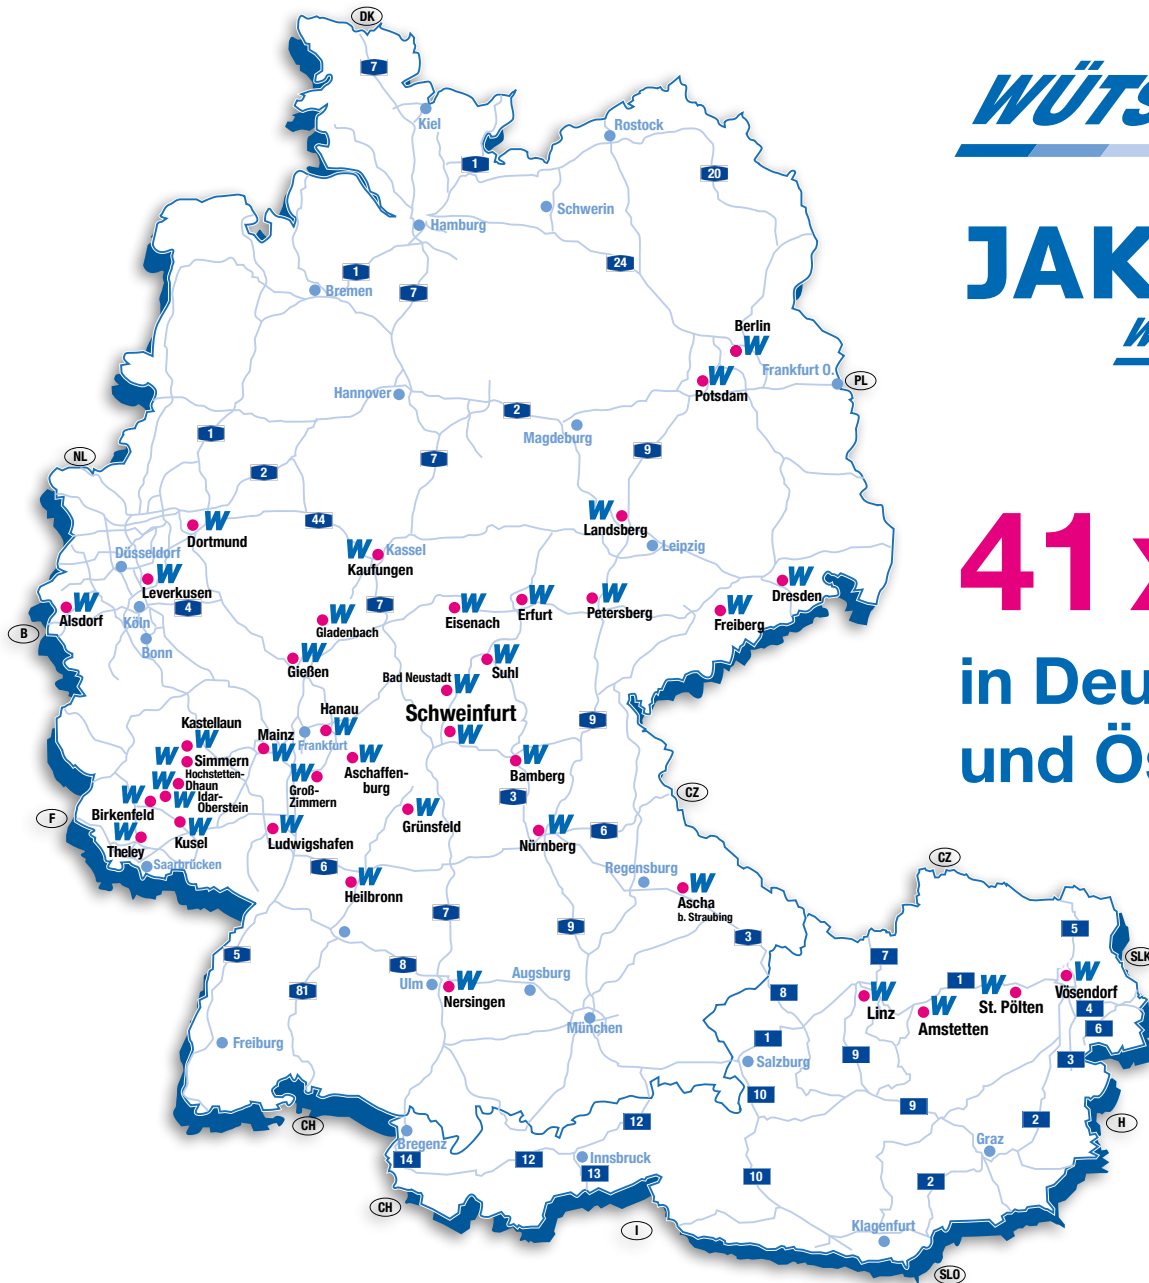 DK
7
Kiel
Rostock
1
20
WÜTS
Schwerin
Hamburg
JAK
24
1
Bremen
7
W
Berlin
W
Frankfurt O.
PL
W
Potsdam
Hannover
2
Magdeburg
1
9
NL
7
2
W
Landsberg
44
W
Dortmund
41 x
Leipzig
Düsseldorf
W
Kassel
Kaufungen
W
Leverkusen
W
Dresden
W
Alsdorf
4
Köln
7
W
Eisenach
W
Erfurt
W
Petersberg
W
Freiberg
B
W
Gladenbach
Bonn
W
Gießen
W
Suhl
in Deu
Bad Neustadt
W
Schweinfurt
W
9
Hanau
W
Kastellaun
W
Mainz
W
Frankfurt
und Ös
W
Simmern
W
Aschaffen-
burg
W
Bamberg
W
Hochstetten-
Dhaun
W
Groß-
Zimmern
W
Idar-
Oberstein
W
Birkenfeld
3
CZ
F
W
Grünsfeld
W
Kusel
W
Theley
W
Ludwigshafen
W
Nürnberg
6
Saarbrücken
6
Regensburg
CZ
W
Heilbronn
W
Ascha
b. Straubing
7
9
5
3
5
8
7
SLK
Ulm
W
Nersingen
Augsburg
81
8
W
Linz
1
W
St. Pölten
W
Vösendorf
W
Amstetten
4
München
6
Freiburg
1
9
3
Salzburg
10
9
CH
12
2
H
Bregenz
14
12
Innsbruck
13
Graz
10
2
CH
I
Klagenfurt
SLO